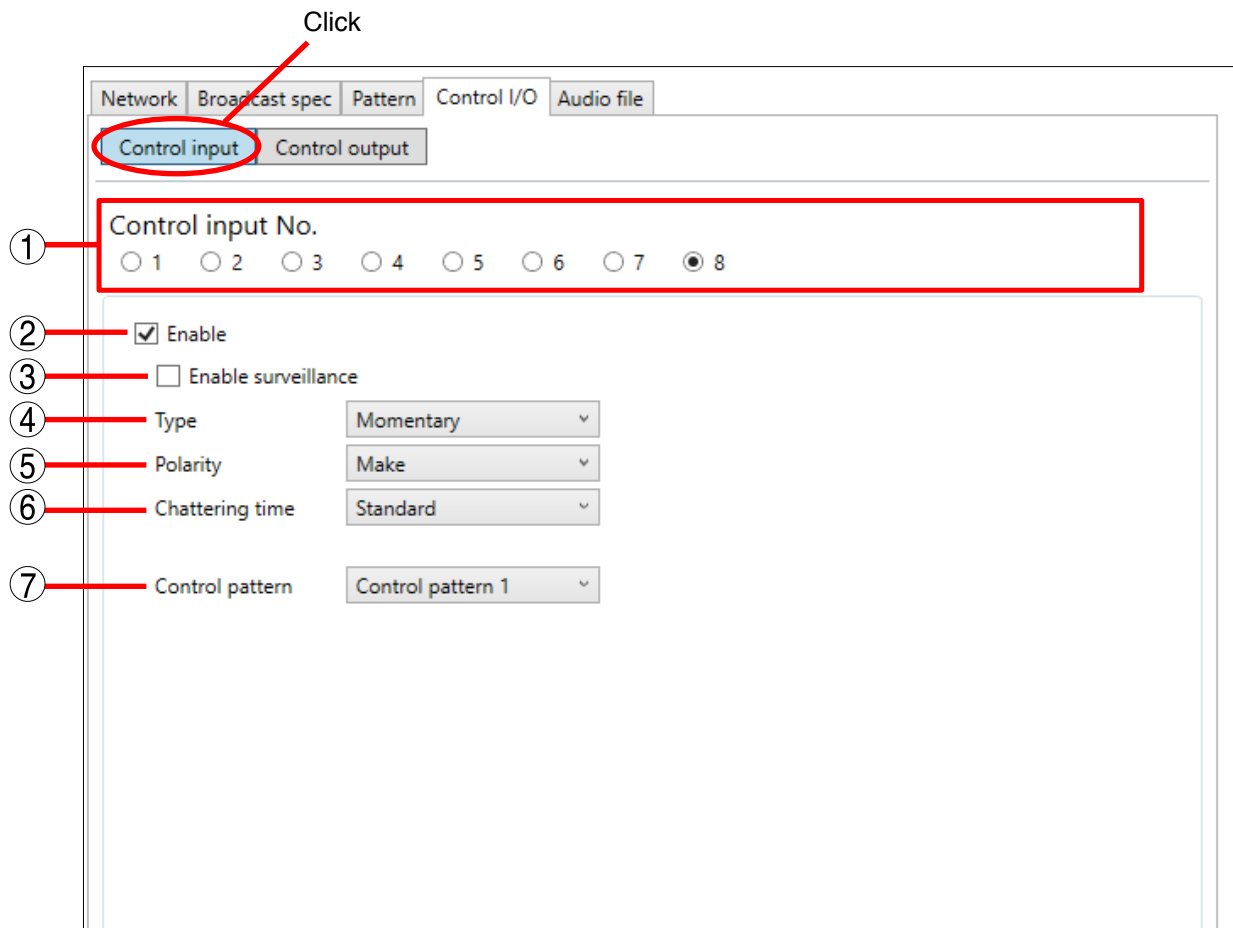 Click
Network Broadcast spec Pattern Control I/O Audio file
Control input Control output
① Control input No.
1 2 3 4 5 6 7 8
② Enable
③ Enable surveillance
④ Type Momentary
⑤ Polarity Make
⑥ Chattering time Standard
⑦ Control pattern Control pattern 1